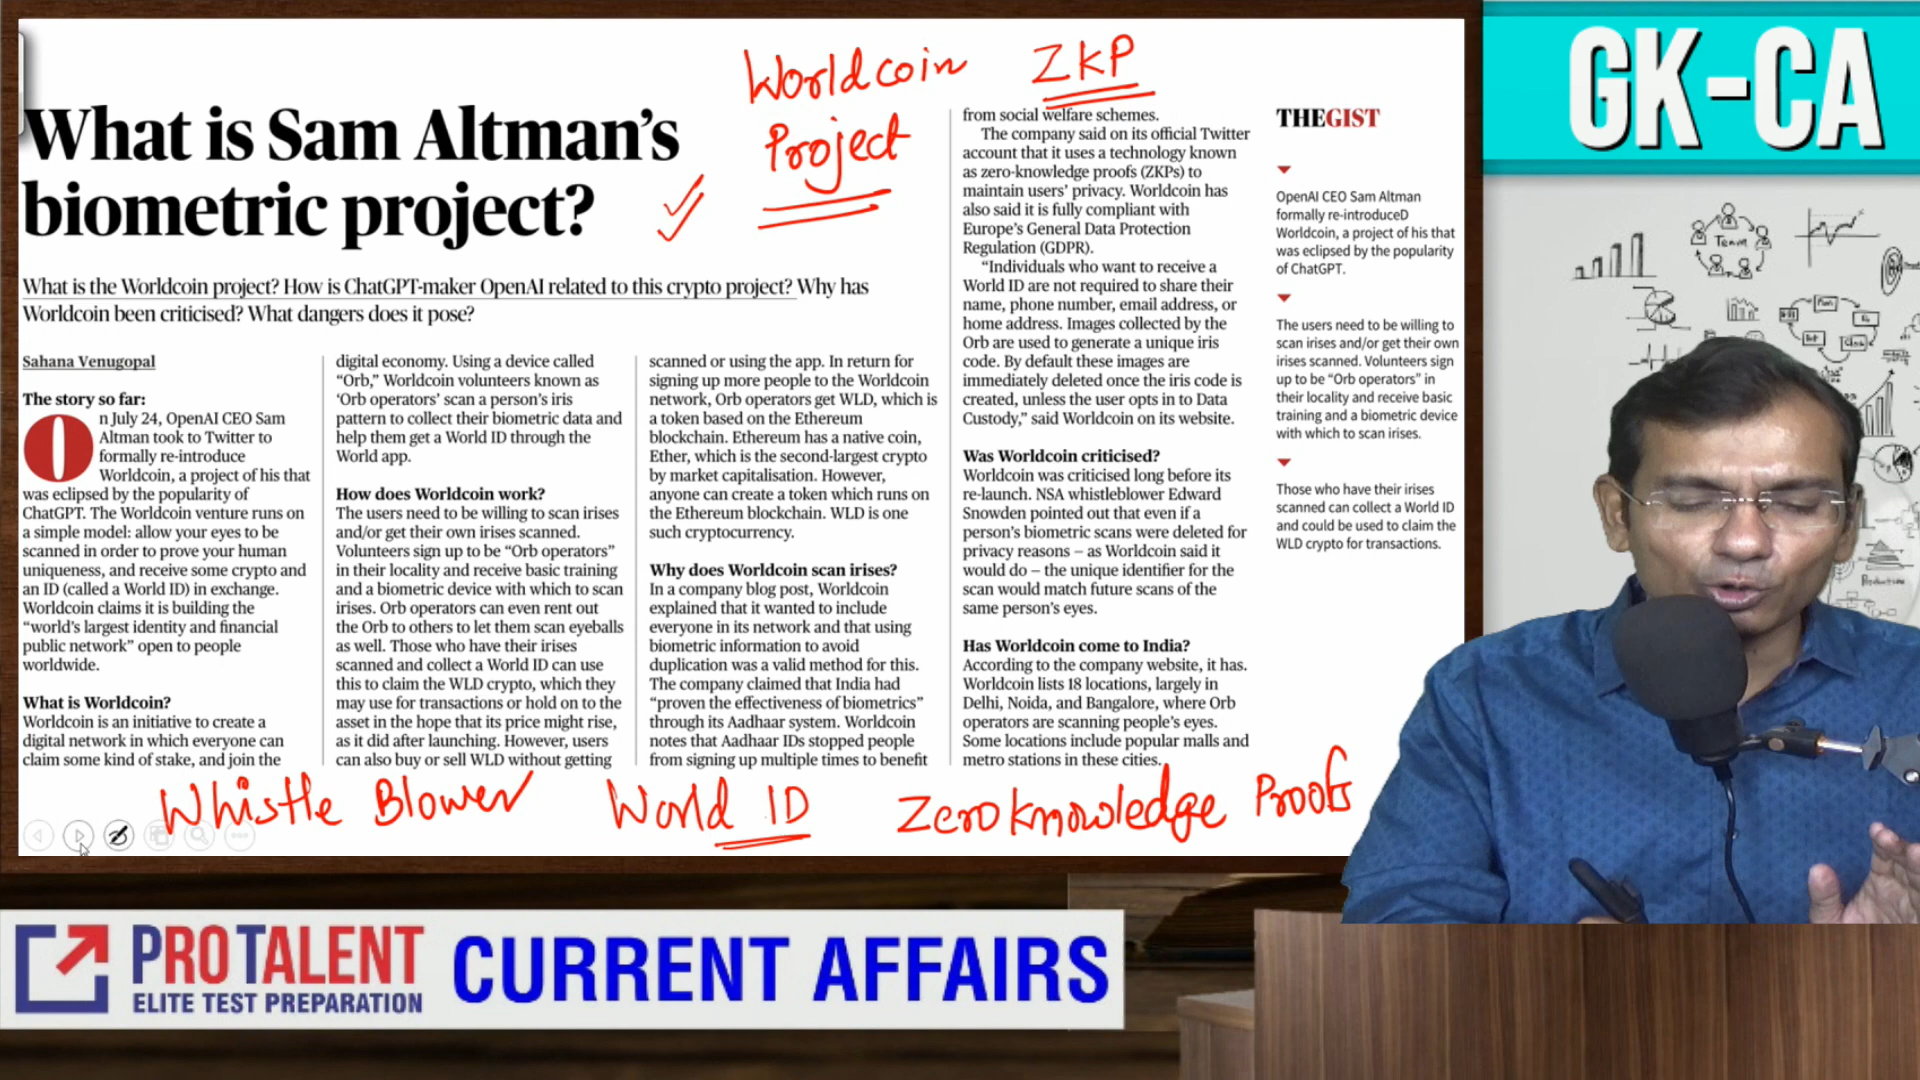 Worldcoin ZKP
Project
What is Sam Altman's
biometric project?
What is the Worldcoin project? How is ChatGPT-maker OpenAI related to this crypto project? Why has
Worldcoin been criticised? What dangers does it pose?
Sahana Venugopal
The story so far:
On July 24, OpenAI CEO Sam
Altman took to Twitter to
formally re-introduce
Worldcoin, a project of his that
was eclipsed by the popularity of
ChatGPT. The Worldcoin venture runs on
a simple model: allow your eyes to be
scanned in order to prove your human
uniqueness, and receive some crypto and
an ID (called a World ID) in exchange.
Worldcoin claims it is building the
“world's largest identity and financial
public network” open to people
worldwide.
What is Worldcoin?
Worldcoin is an initiative to create a
digital network in which everyone can
claim some kind of stake, and join the
digital economy. Using a device called
“Orb,” Worldcoin volunteers known as
‘Orb operators’ scan a person's iris
pattern to collect their biometric data and
help them get a World ID through the
World app.
How does Worldcoin work?
The users need to be willing to scan irises
and/or get their own irises scanned.
Volunteers sign up to be “Orb operators”
in their locality and receive basic training
and a biometric device with which to scan
irises. Orb operators can even rent out
the Orb to others to let them scan eyeballs
as well. Those who have their irises
scanned and collect a World ID can use
this to claim the WLD crypto, which they
may use for transactions or hold on to the
asset in the hope that its price might rise,
as it did after launching. However, users
can also buy or sell WLD without getting
scanned or using the app. In return for
signing up more people to the Worldcoin
network, Orb operators get WLD, which is
a token based on the Ethereum
blockchain. Ethereum has a native coin,
Ether, which is the second-largest crypto
by market capitalisation. However,
anyone can create a token which runs on
the Ethereum blockchain. WLD is one
such cryptocurrency.
Why does Worldcoin scan irises?
In a company blog post, Worldcoin
explained that it wanted to include
everyone in its network and that using
biometric information to avoid
duplication was a valid method for this.
The company claimed that India had
“proven the effectiveness of biometrics”
through its Aadhaar system. Worldcoin
notes that Aadhaar IDs stopped people
from signing up multiple times to benefit
from social welfare schemes.
The company said on its official Twitter
account that it uses a technology known
as zero-knowledge proofs (ZKPs) to
maintain users' privacy. Worldcoin has
also said it is fully compliant with
Europe's General Data Protection
Regulation (GDPR).
“Individuals who want to receive a
World ID are not required to share their
name, phone number, email address, or
home address. Images collected by the
Orb are used to generate a unique iris
code. By default these images are
immediately deleted once the iris code is
created, unless the user opts in to Data
Custody,” said Worldcoin on its website.
Was Worldcoin criticised?
Worldcoin was criticised long before its
re-launch. NSA whistleblower Edward
Snowden pointed out that even if a
person's biometric scans were deleted for
privacy reasons – as Worldcoin said it
would do – the unique identifier for the
scan would match future scans of the
same person's eyes.
Has Worldcoin come to India?
According to the company website, it has.
Worldcoin lists 18 locations, largely in
Delhi, Noida, and Bangalore, where Orb
operators are scanning people's eyes.
Some locations include popular malls and
metro stations in these cities.
THEGIST
OpenAI CEO Sam Altman
formally re-introduceD
Worldcoin, a project of his that
was eclipsed by the popularity
of ChatGPT.
The users need to be willing to
scan irises and/or get their own
irises scanned. Volunteers sign
up to be “Orb operators” in
their locality and receive basic
training and a biometric device
with which to scan irises.
Those who have their irises
scanned can collect a World ID
and could be used to claim the
WLD crypto for transactions.
Whistle Blower World ID Zero knowledge Proofs
GK-CA
Team
PROTALENT
ELITE TEST PREPARATION
CURRENT AFFAIRS